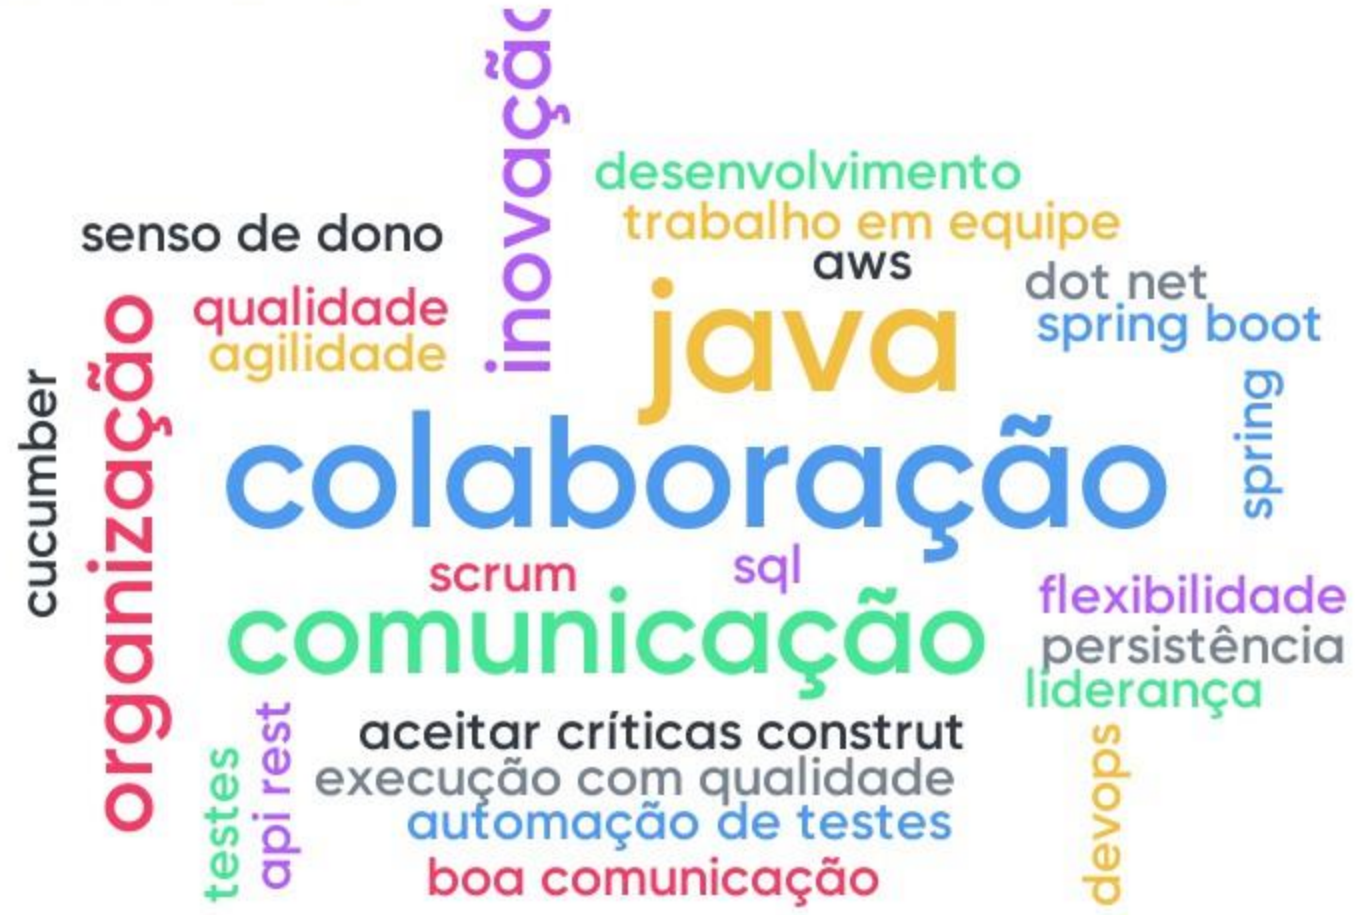 inovação
desenvolvimento
trabalho em equipe
senso de dono
aws
dot net
qualidade
java
spring boot
agilidade
organização
cucumber
spring
colaboração
scrum
sql
comunicação
flexibilidade
persistência
liderança
aceitar críticas construt
api rest
testes
execução com qualidade
devops
automação de testes
boa comunicação